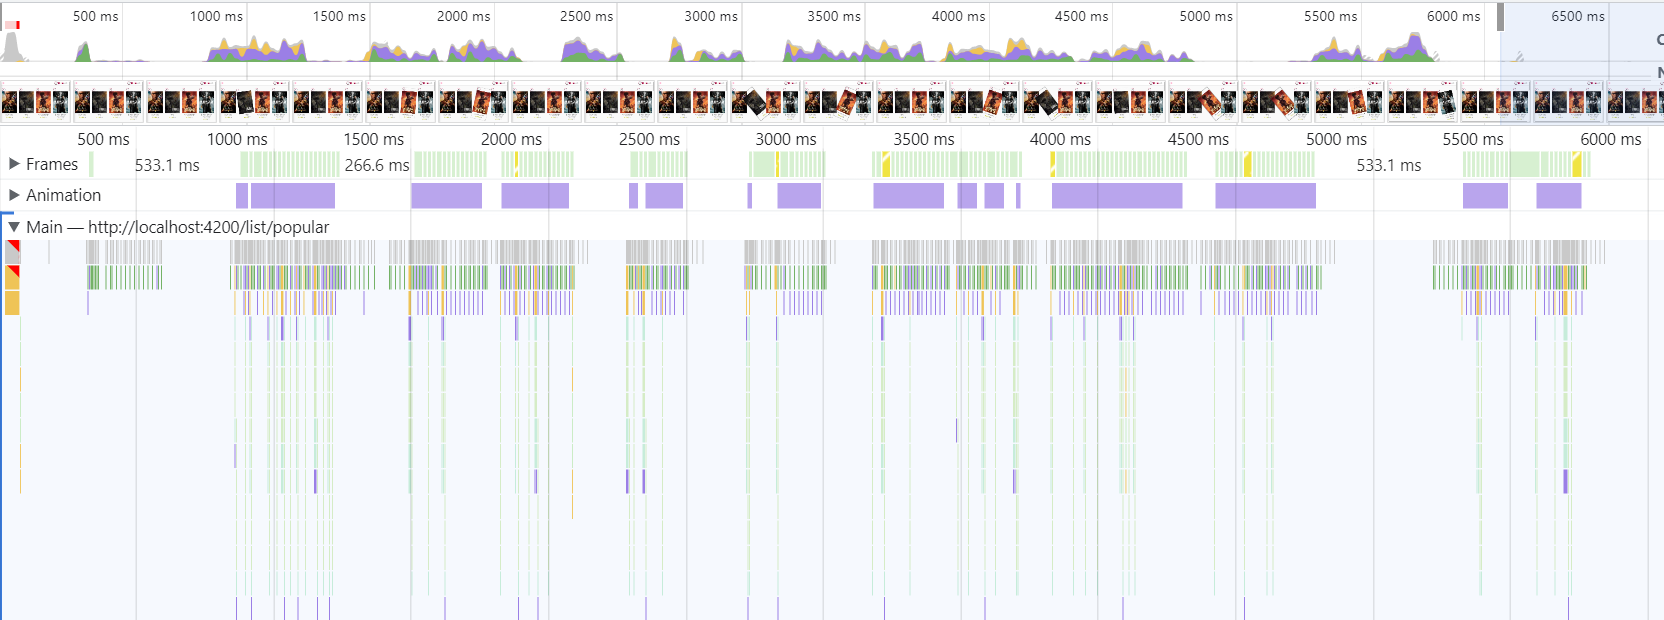 500 ms 1000 ms 1500 ms 2000 ms 2500 ms 3000 ms 3500 ms 4000 ms 4500 ms 5000 ms 5500 ms 6000 ms 6500 ms
500 ms 1000 ms 1500 ms 2000 ms 2500 ms 3000 ms 3500 ms 4000 ms 4500 ms 5000 ms 5500 ms 6000 ms
Frames 533.1 ms 266.6 ms 533.1 ms
Animation
Main — http://localhost:4200/list/popular